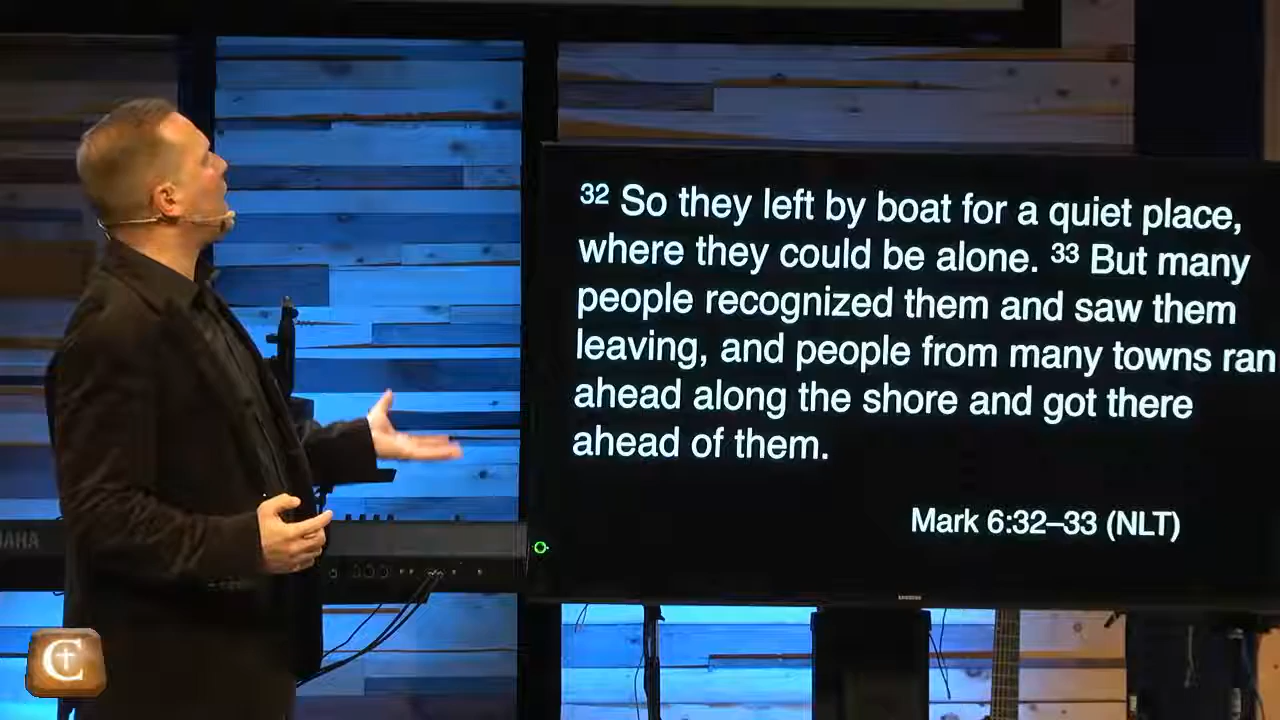 ³² So they left by boat for a quiet place,
where they could be alone. ³³ But many
people recognized them and saw them
leaving, and people from many towns ran
ahead along the shore and got there
ahead of them.
Mark 6:32–33 (NLT)
SAMSUNG
AHA
C